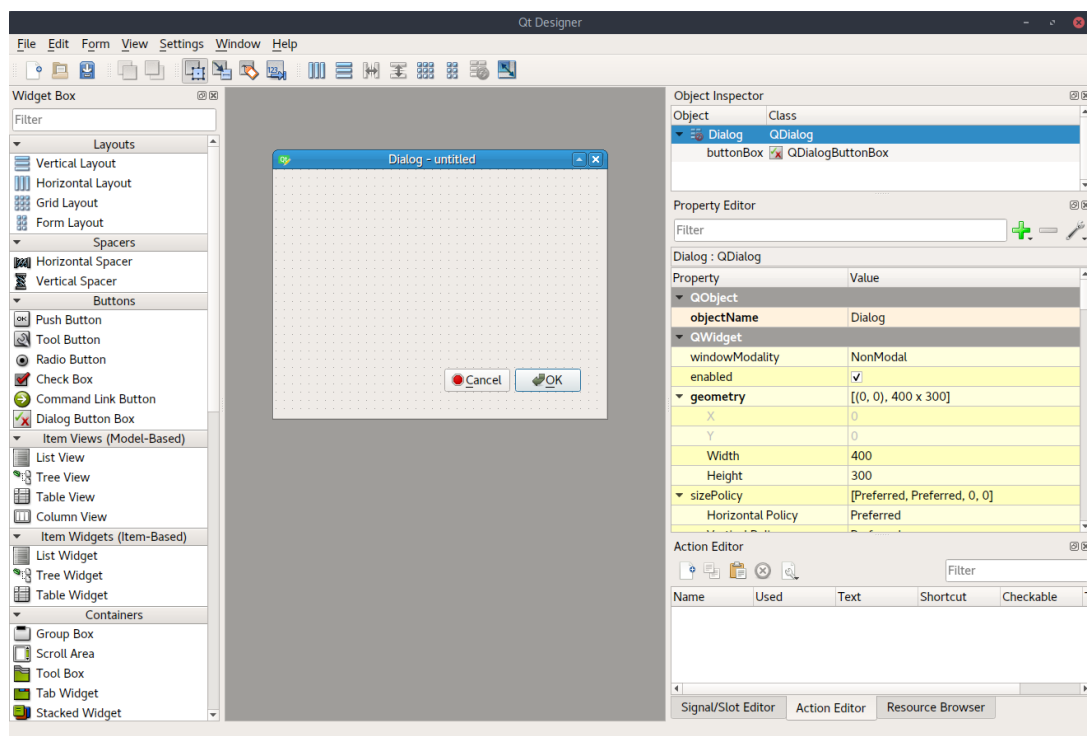 Qt Designer
File Edit Form View Settings Window Help
Widget Box
Filter
Layouts
Vertical Layout
Horizontal Layout
Grid Layout
Form Layout
Spacers
Horizontal Spacer
Vertical Spacer
Buttons
Push Button
Tool Button
Radio Button
Check Box
Command Link Button
Dialog Button Box
Item Views (Model-Based)
List View
Tree View
Table View
Column View
Item Widgets (Item-Based)
List Widget
Tree Widget
Table Widget
Containers
Group Box
Scroll Area
Tool Box
Tab Widget
Stacked Widget
Dialog - untitled
Cancel OK
Object Inspector
Object Class
Dialog QDialog
buttonBox QDialogButtonBox
Property Editor
Filter
Dialog : QDialog
Property Value
QObject
objectName Dialog
QWidget
windowModality NonModal
enabled
geometry [(0, 0), 400 x 300]
X 0
Y 0
Width 400
Height 300
sizePolicy [Preferred, Preferred, 0, 0]
Horizontal Policy Preferred
Action Editor
Filter
Name Used Text Shortcut Checkable
Signal/Slot Editor Action Editor Resource Browser